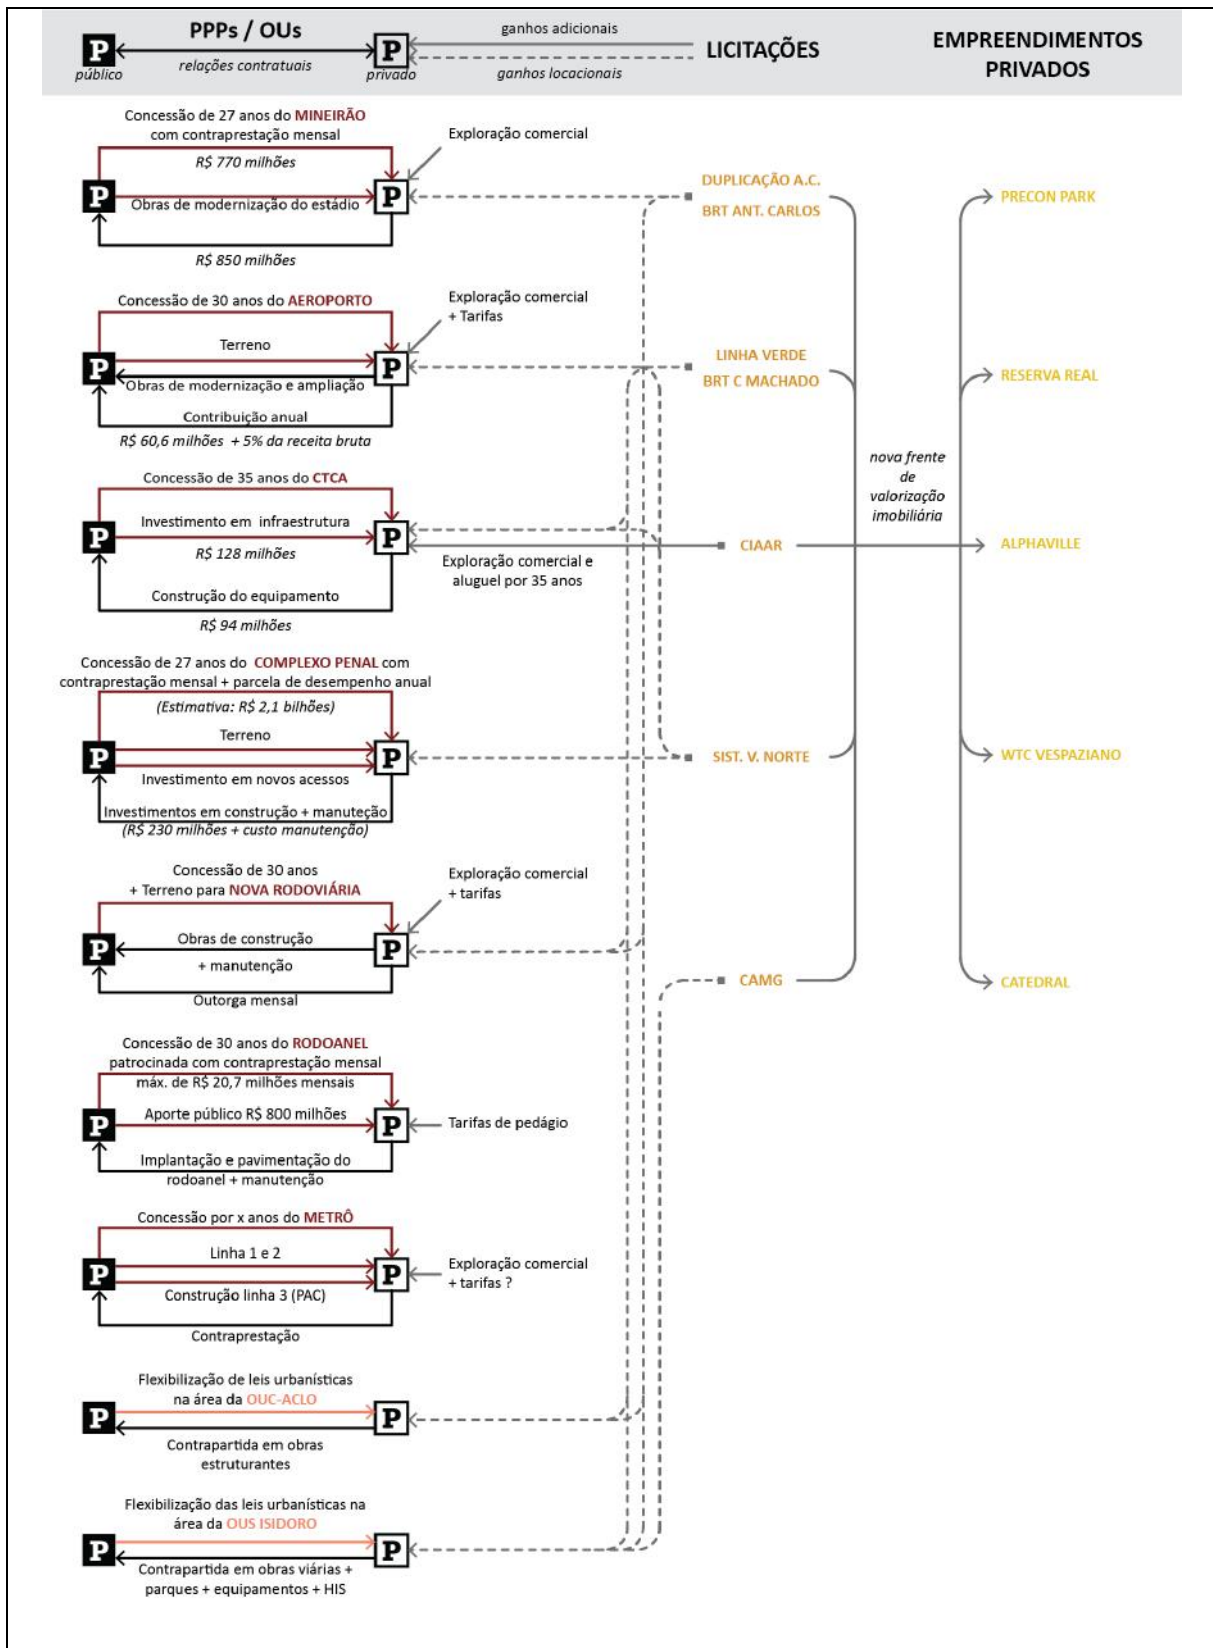 PPPs / OUs
P
P
público
relações contratuais
privado
ganhos adicionais
ganhos locacionais
LICITAÇÕES
EMPREENDIMENTOS
PRIVADOS
Concessão de 27 anos do MINEIRÃO
com contraprestação mensal
R$ 770 milhões
Exploração comercial
P
P
Obras de modernização do estádio
R$ 850 milhões
DUPLICAÇÃO A.C.
BRT ANT. CARLOS
PRECON PARK
Concessão de 30 anos do AEROPORTO
Exploração comercial
+ Tarifas
Terreno
P
P
Obras de modernização e ampliação
Contribuição anual
R$ 60,6 milhões + 5% da receita bruta
LINHA VERDE
BRT C MACHADO
RESERVA REAL
nova frente
de
valorização
imobiliária
Concessão de 35 anos do CTCA
Investimento em infraestrutura
P
P
R$ 128 milhões
Exploração comercial e
aluguel por 35 anos
Construção do equipamento
R$ 94 milhões
CIAAR
ALPHAVILLE
Concessão de 27 anos do COMPLEXO PENAL com
contraprestação mensal + parcela de desempenho anual
(Estimativa: R$ 2,1 bilhões)
Terreno
P
P
Investimento em novos acessos
Investimentos em construção + manuteção
(R$ 230 milhões + custo manutenção)
SIST. V. NORTE
WTC VESPAZIANO
Concessão de 30 anos
+ Terreno para NOVA RODOVIÁRIA
Exploração comercial
+ tarifas
P
P
Obras de construção
+ manutenção
Outorga mensal
CAMG
CATEDRAL
Concessão de 30 anos do RODOANEL
patrocinada com contraprestação mensal
máx. de R$ 20,7 milhões mensais
Aporte público R$ 800 milhões
P
P
Tarifas de pedágio
Implantação e pavimentação do
rodoanel + manutenção
Concessão por x anos do METRÔ
Linha 1 e 2
P
P
Exploração comercial
+ tarifas ?
Construção linha 3 (PAC)
Contraprestação
Flexibilização de leis urbanísticas
na área da OUC-ACLO
P
P
Contrapartida em obras
estruturantes
Flexibilização das leis urbanísticas na
área da OUS ISIDORO
P
P
Contrapartida em obras viárias +
parques + equipamentos + HIS